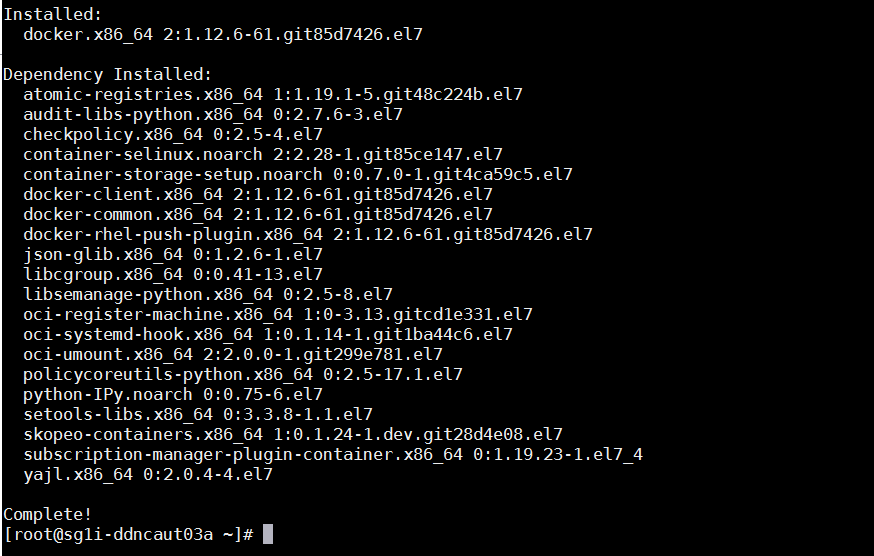 Installed:
docker.x86_64 2:1.12.6-61.git85d7426.el7
Dependency Installed:
atomic-registries.x86_64 1:1.19.1-5.git48c224b.el7
audit-libs-python.x86_64 0:2.7.6-3.el7
checkpolicy.x86_64 0:2.5-4.el7
container-selinux.noarch 2:2.28-1.git85ce147.el7
container-storage-setup.noarch 0:0.7.0-1.git4ca59c5.el7
docker-client.x86_64 2:1.12.6-61.git85d7426.el7
docker-common.x86_64 2:1.12.6-61.git85d7426.el7
docker-rhel-push-plugin.x86_64 2:1.12.6-61.git85d7426.el7
json-glib.x86_64 0:1.2.6-1.el7
libcgroup.x86_64 0:0.41-13.el7
libsemanage-python.x86_64 0:2.5-8.el7
oci-register-machine.x86_64 1:0-3.13.gitcd1e331.el7
oci-systemd-hook.x86_64 1:0.1.14-1.git1ba44c6.el7
oci-umount.x86_64 2:2.0.0-1.git299e781.el7
policycoreutils-python.x86_64 0:2.5-17.1.el7
python-IPy.noarch 0:0.75-6.el7
setools-libs.x86_64 0:3.3.8-1.1.el7
skopeo-containers.x86_64 1:0.1.24-1.dev.git28d4e08.el7
subscription-manager-plugin-container.x86_64 0:1.19.23-1.el7_4
yajl.x86_64 0:2.0.4-4.el7
Complete!
[root@sg1i-ddncaut03a ~]#